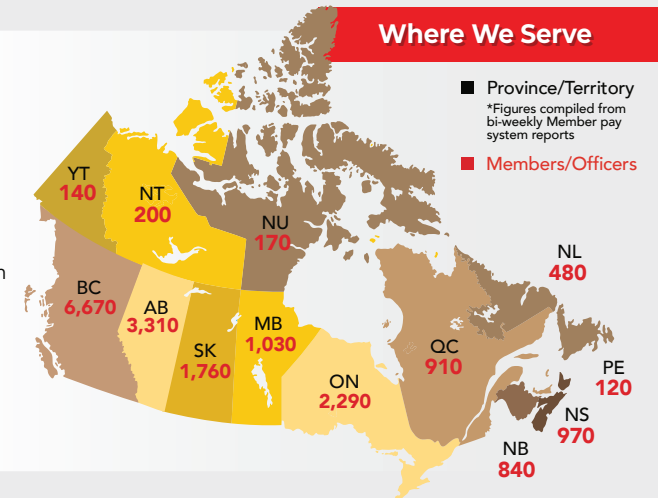 Where We Serve
Province/Territory
*Figures compiled from
bi-weekly Member pay
system reports
Members/Officers
YT
140
NT
200
NU
170
NL
480
BC
6,670
AB
3,310
SK
1,760
MB
1,030
ON
2,290
QC
910
PE
120
NS
970
NB
840